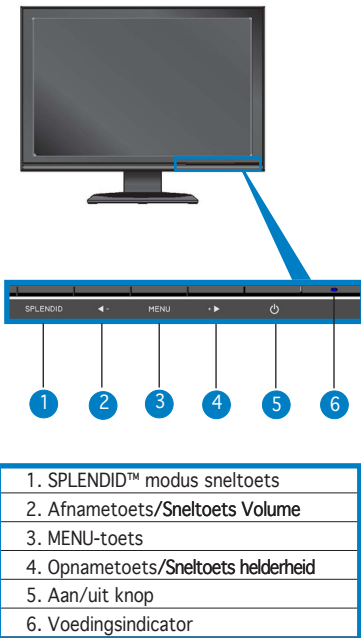 SPLENDID ◄ - MENU • ►
1 2 3 4 5 6
1. SPLENDID™ modus sneltoets
2. Afnametoets/Sneltoets Volume
3. MENU-toets
4. Opnametoets/Sneltoets helderheid
5. Aan/uit knop
6. Voedingsindicator